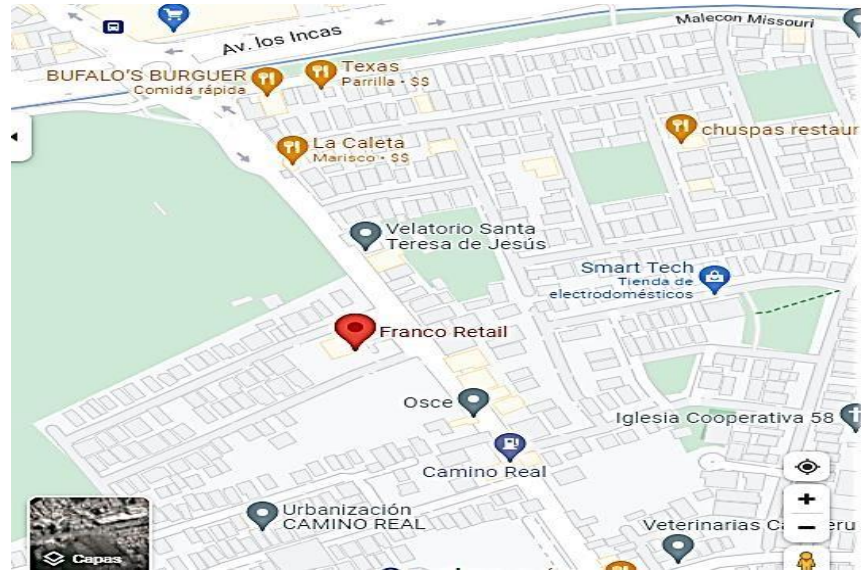 Malecon Missouri
Av. los Incas
BUFALO'S BURGUER
Comida rápida
Texas
Parrilla • $$
La Caleta
Marisco • $$
chuspas restaur
Velatorio Santa
Teresa de Jesús
Smart Tech
Tienda de
electrodomésticos
Franco Retail
Osce
Iglesia Cooperativa 58
Camino Real
Urbanización
CAMINO REAL
Capas